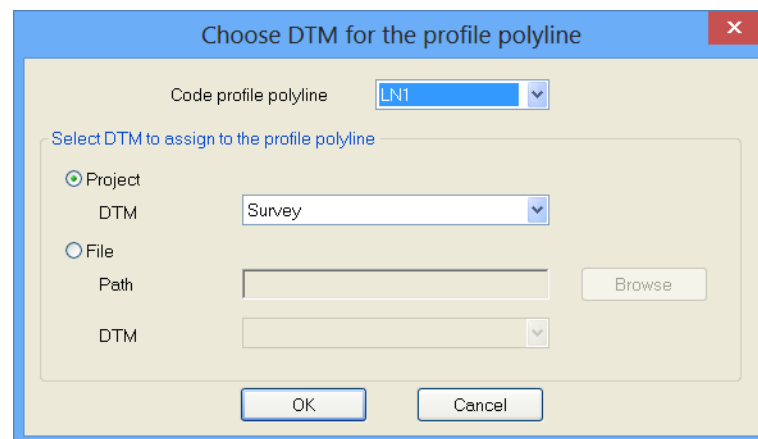 Choose DTM for the profile polyline
x
Code profile polyline LN1
Select DTM to assign to the profile polyline
Project
DTM Survey
File
Path Browse
DTM
OK Cancel